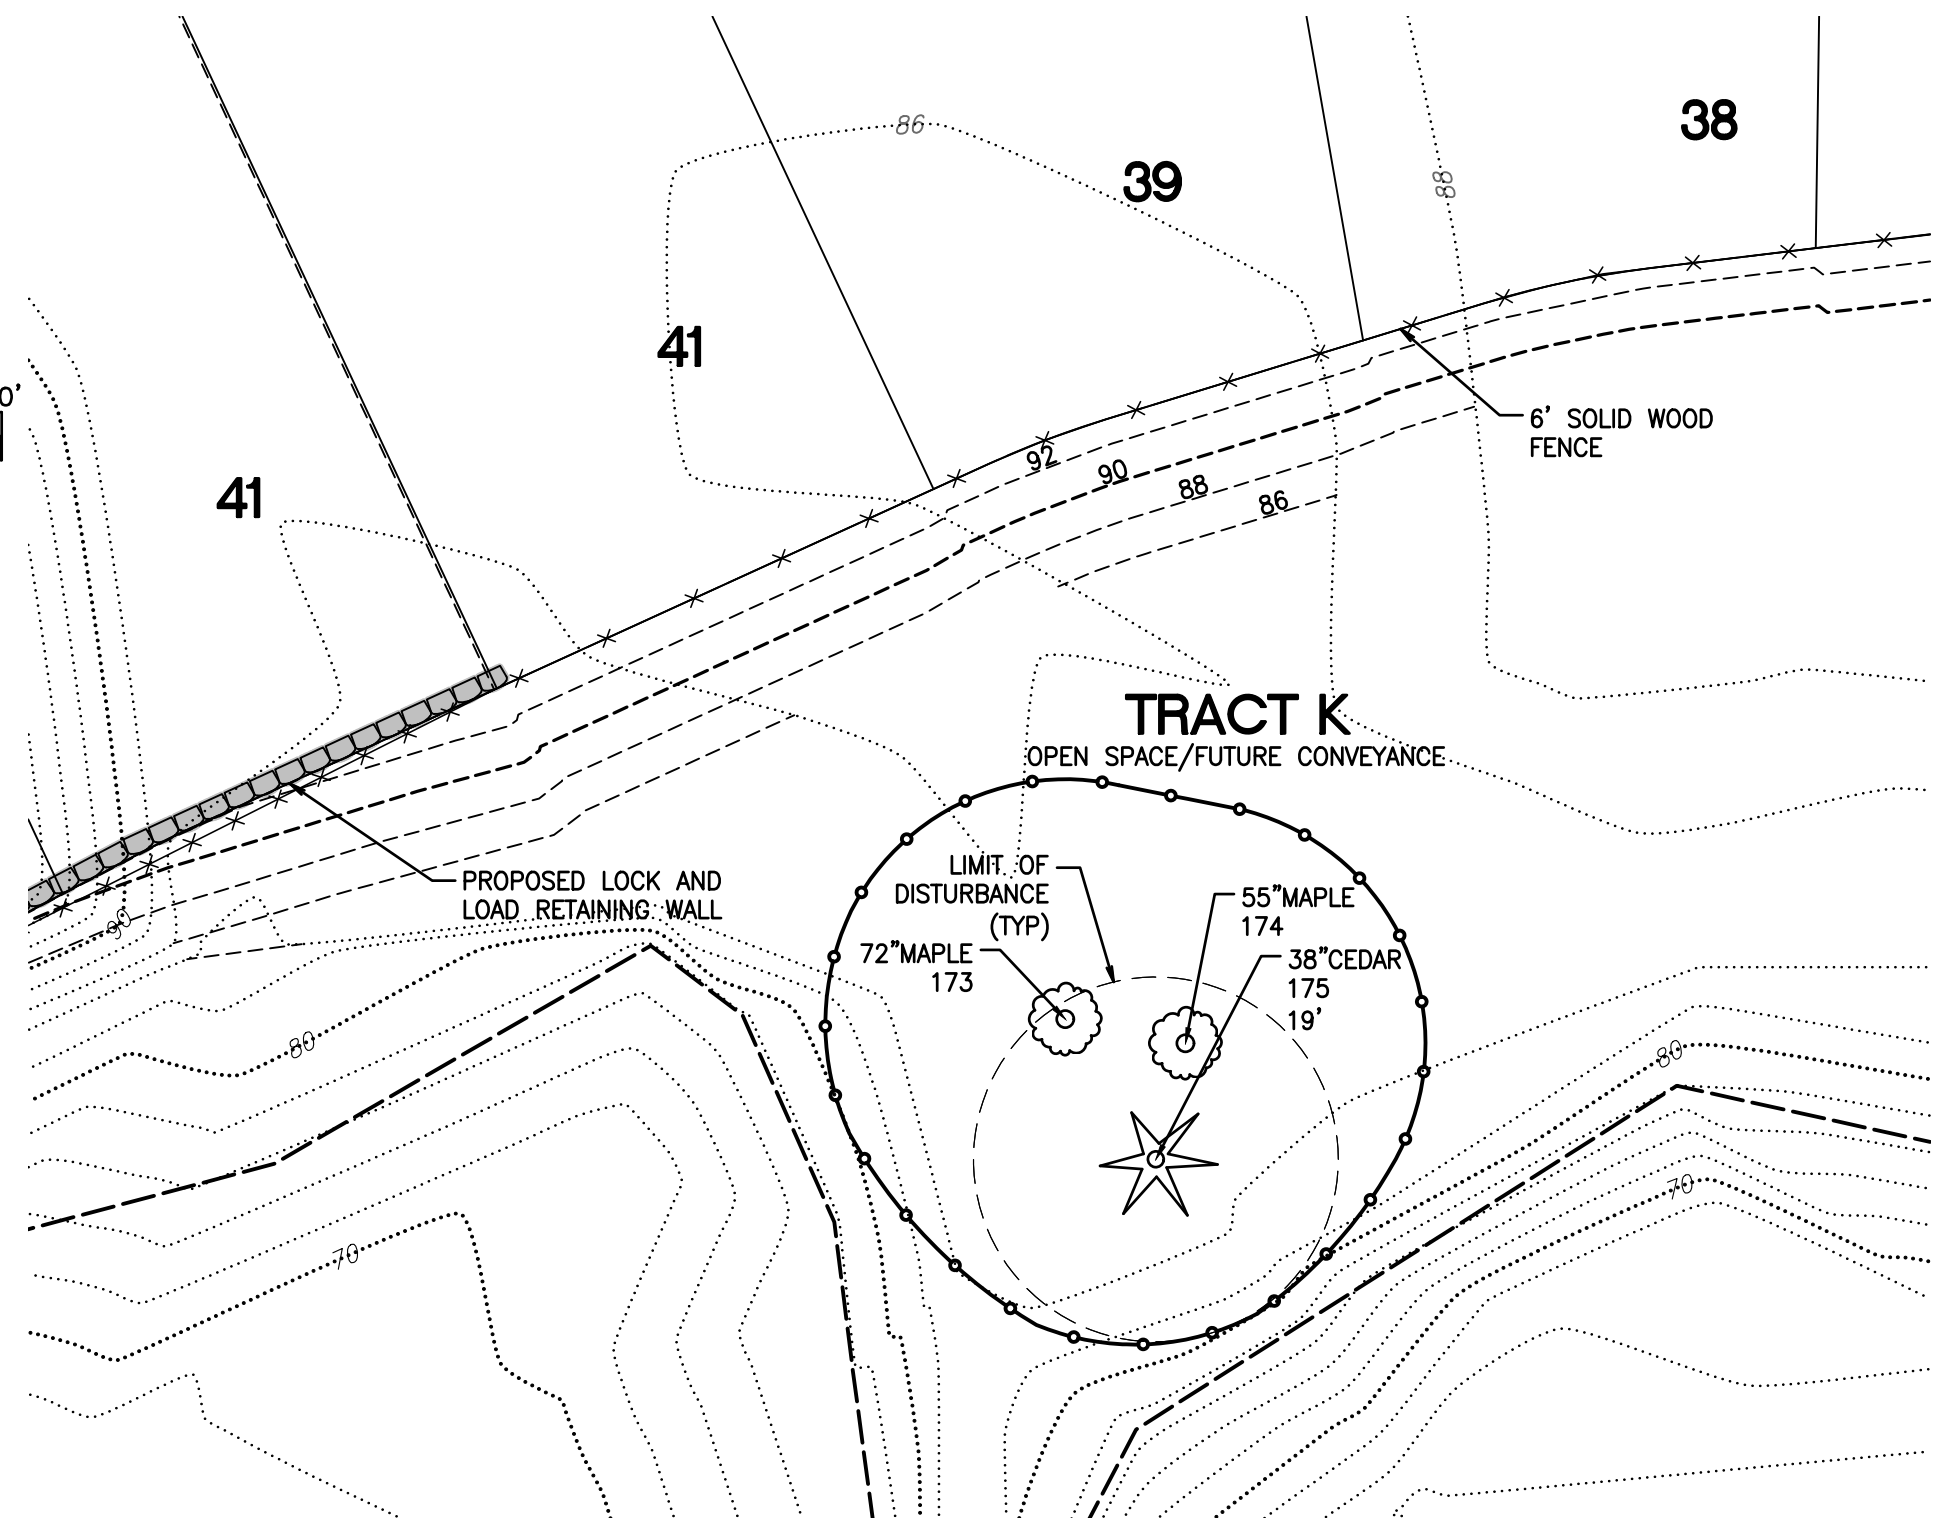 86
38
39
88
41
0'
6' SOLID WOOD
FENCE
92
90
88
86
41
TRACT K
OPEN SPACE/FUTURE CONVEYANCE
PROPOSED LOCK AND
LOAD RETAINING WALL
LIMIT OF
DISTURBANCE
(TYP)
55"MAPLE
174
72"MAPLE
173
38"CEDAR
175
19'
90
80
80
70
70